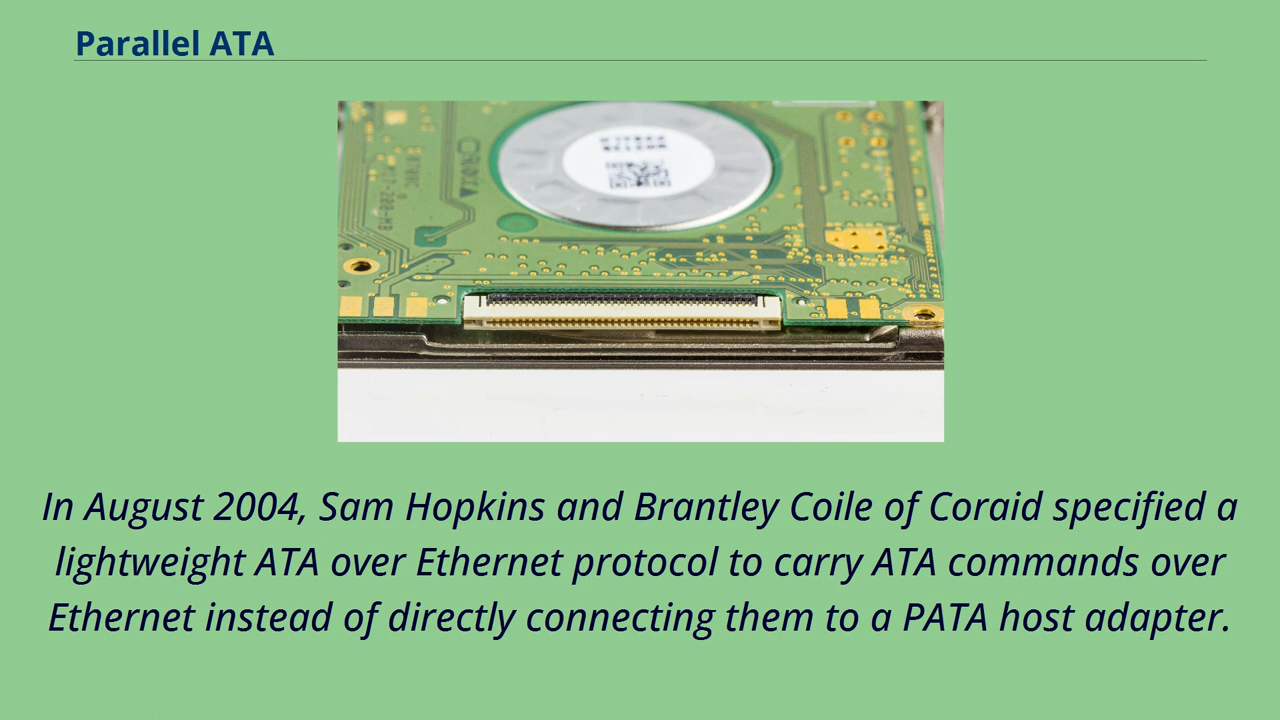 Parallel ATA
In August 2004, Sam Hopkins and Brantley Coile of Coraid specified a
lightweight ATA over Ethernet protocol to carry ATA commands over
Ethernet instead of directly connecting them to a PATA host adapter.